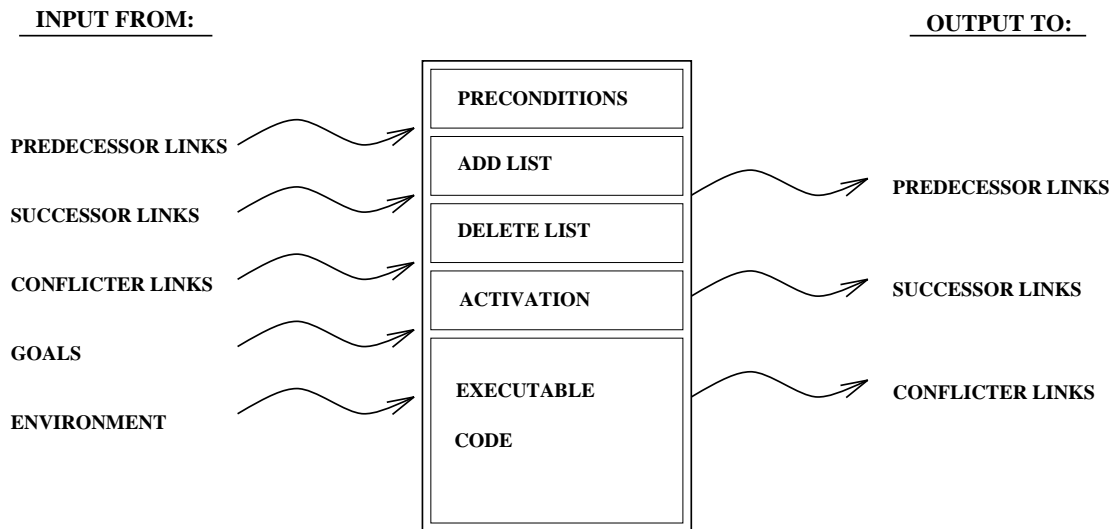 INPUT FROM:
OUTPUT TO:
PREDECESSOR LINKS
SUCCESSOR LINKS
CONFLICTER LINKS
GOALS
ENVIRONMENT
PRECONDITIONS
ADD LIST
DELETE LIST
ACTIVATION
EXECUTABLE
CODE
PREDECESSOR LINKS
SUCCESSOR LINKS
CONFLICTER LINKS